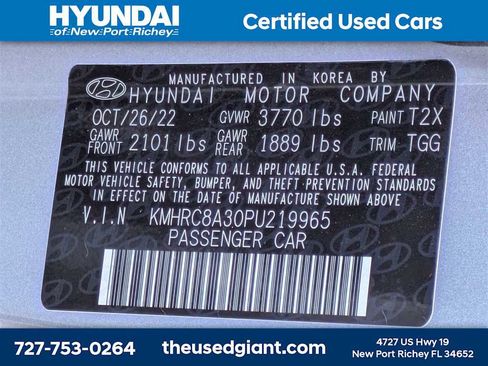 HYUNDAI
of New Port Richey
Certified Used Cars
MANUFACTURED IN KOREA BY
HYUNDAI MOTOR COMPANY
OCT/26/22 GVWR 3770 lbs PAINT T2X
GAWR FRONT 2101 lbs GAWR REAR 1889 lbs TRIM TGG
THIS VEHICLE CONFORMS TO ALL APPLICABLE U.S.A. FEDERAL
MOTOR VEHICLE SAFETY, BUMPER, AND THEFT PREVENTION
STANDARDS IN EFFECT ON THE DATE OF MANUFACTURE
SHOWN ABOVE.
V.I.N KMHRC8A30PU219965
PASSENGER CAR
727-753-0264
theusedgiant.com
4727 US Hwy 19
New Port Richey FL 34652